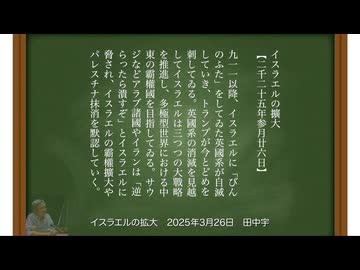 イスラエルの擴大
【二千二十五年参月廿六日】
九一一以降、イスラエルに「びん
のふた」をしてゐた英國系が自滅
していき、トランプが今とどめを
刺してゐる。英國系の消滅を見越
してイスラエルは三つつの大戰略
を推進し、多極型世界における中
東の霸權國を目指してゐる。サウ
ジなどアラブ諸國やイランは「逆
らったら潰すぞ」とイスラエルに
脅され、イスラエルの霸權擴大や
パレスチナ抹消を默認していく。
イスラエルの拡大　2025年3月26日　田中宇